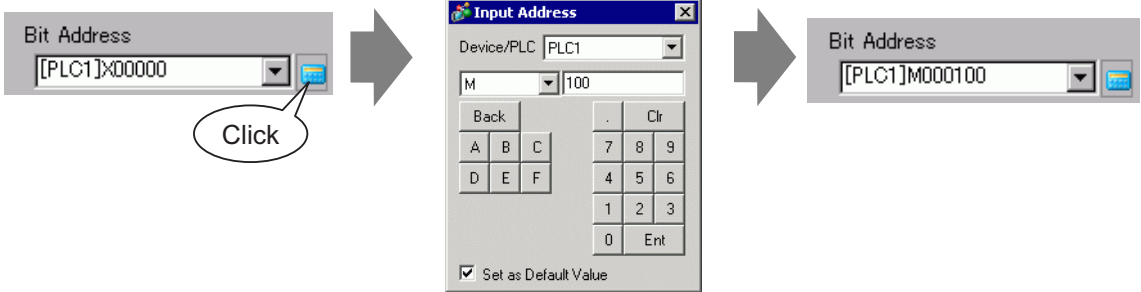 Bit Address
[PLC1]X00000
Click
Input Address
Device/PLC PLC1
M 100
Back . Clr
A B C 7 8 9
D E F 4 5 6
1 2 3
0 Ent
Set as Default Value
Bit Address
[PLC1]M000100